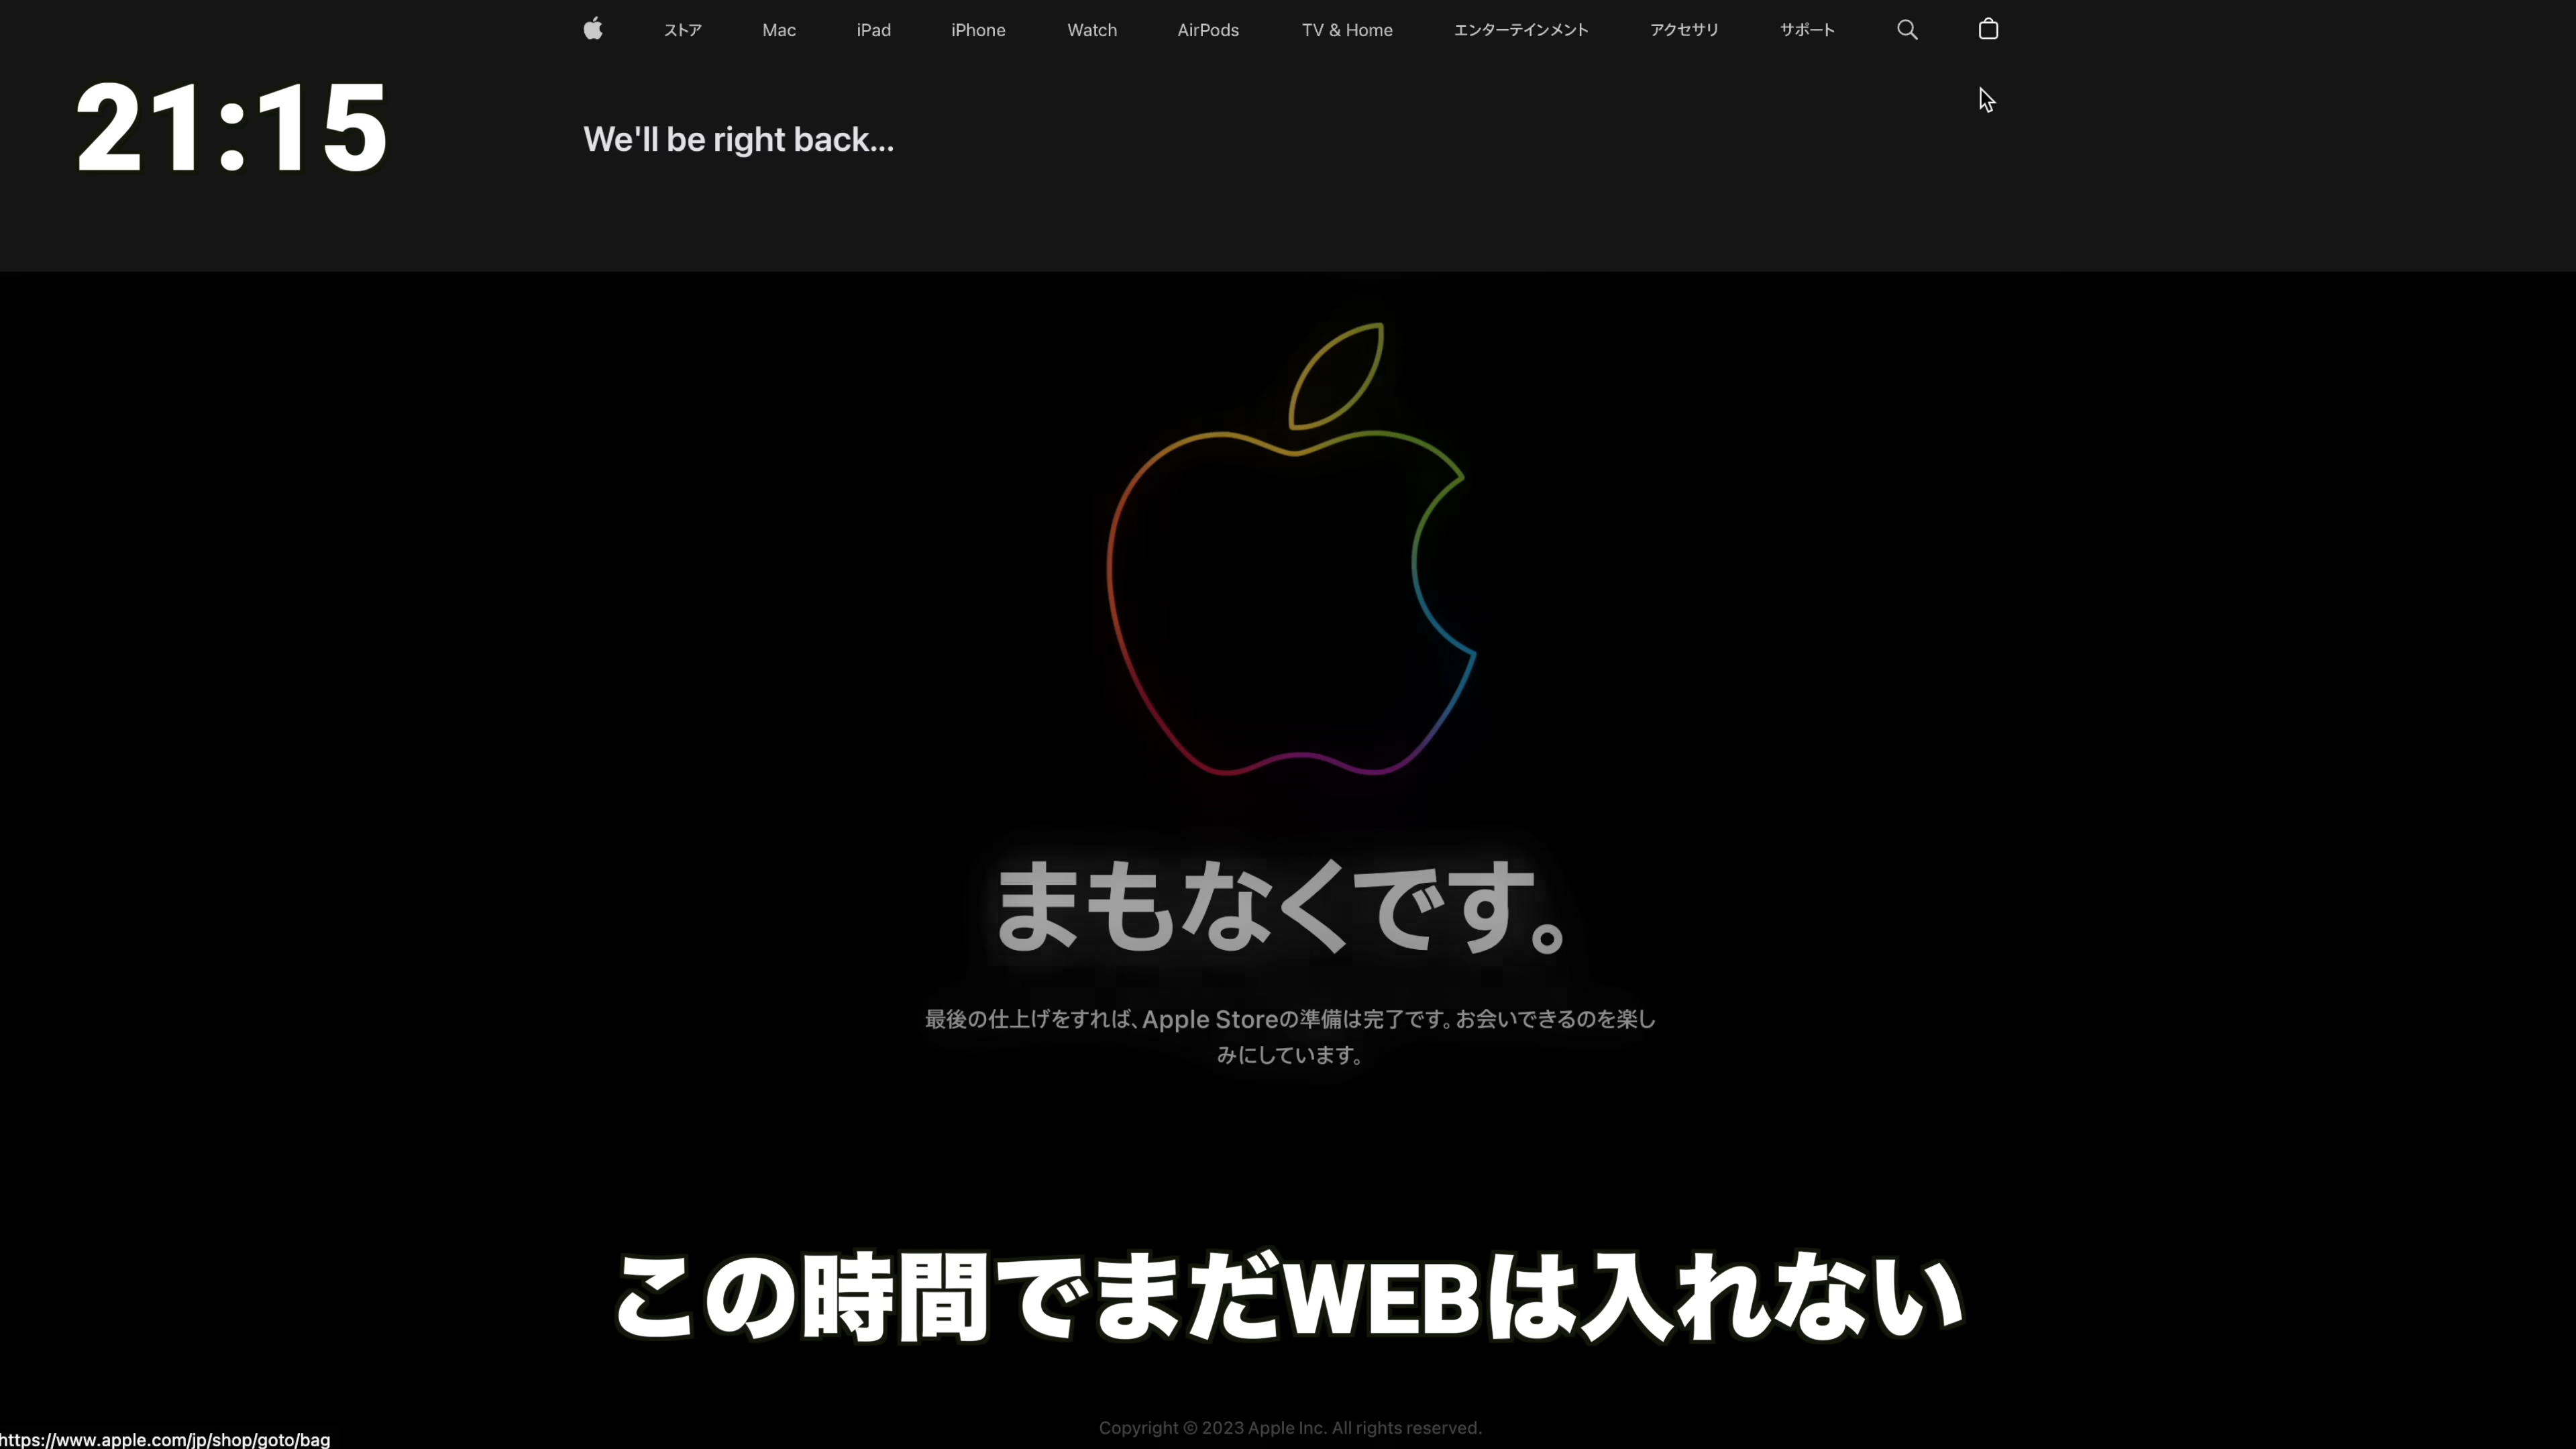 ストア Mac iPad iPhone Watch AirPods TV & Home エンターテインメント アクセサリ サポート
21:15
We'll be right back...
まもなくです。
最後の仕上げをすれば、Apple Storeの準備は完了です。お会いできるのを楽し
みにしています。
この時間でまだWEBは入れない
Copyright © 2023 Apple Inc. All rights reserved.
https://www.apple.com/jp/shop/goto/bag